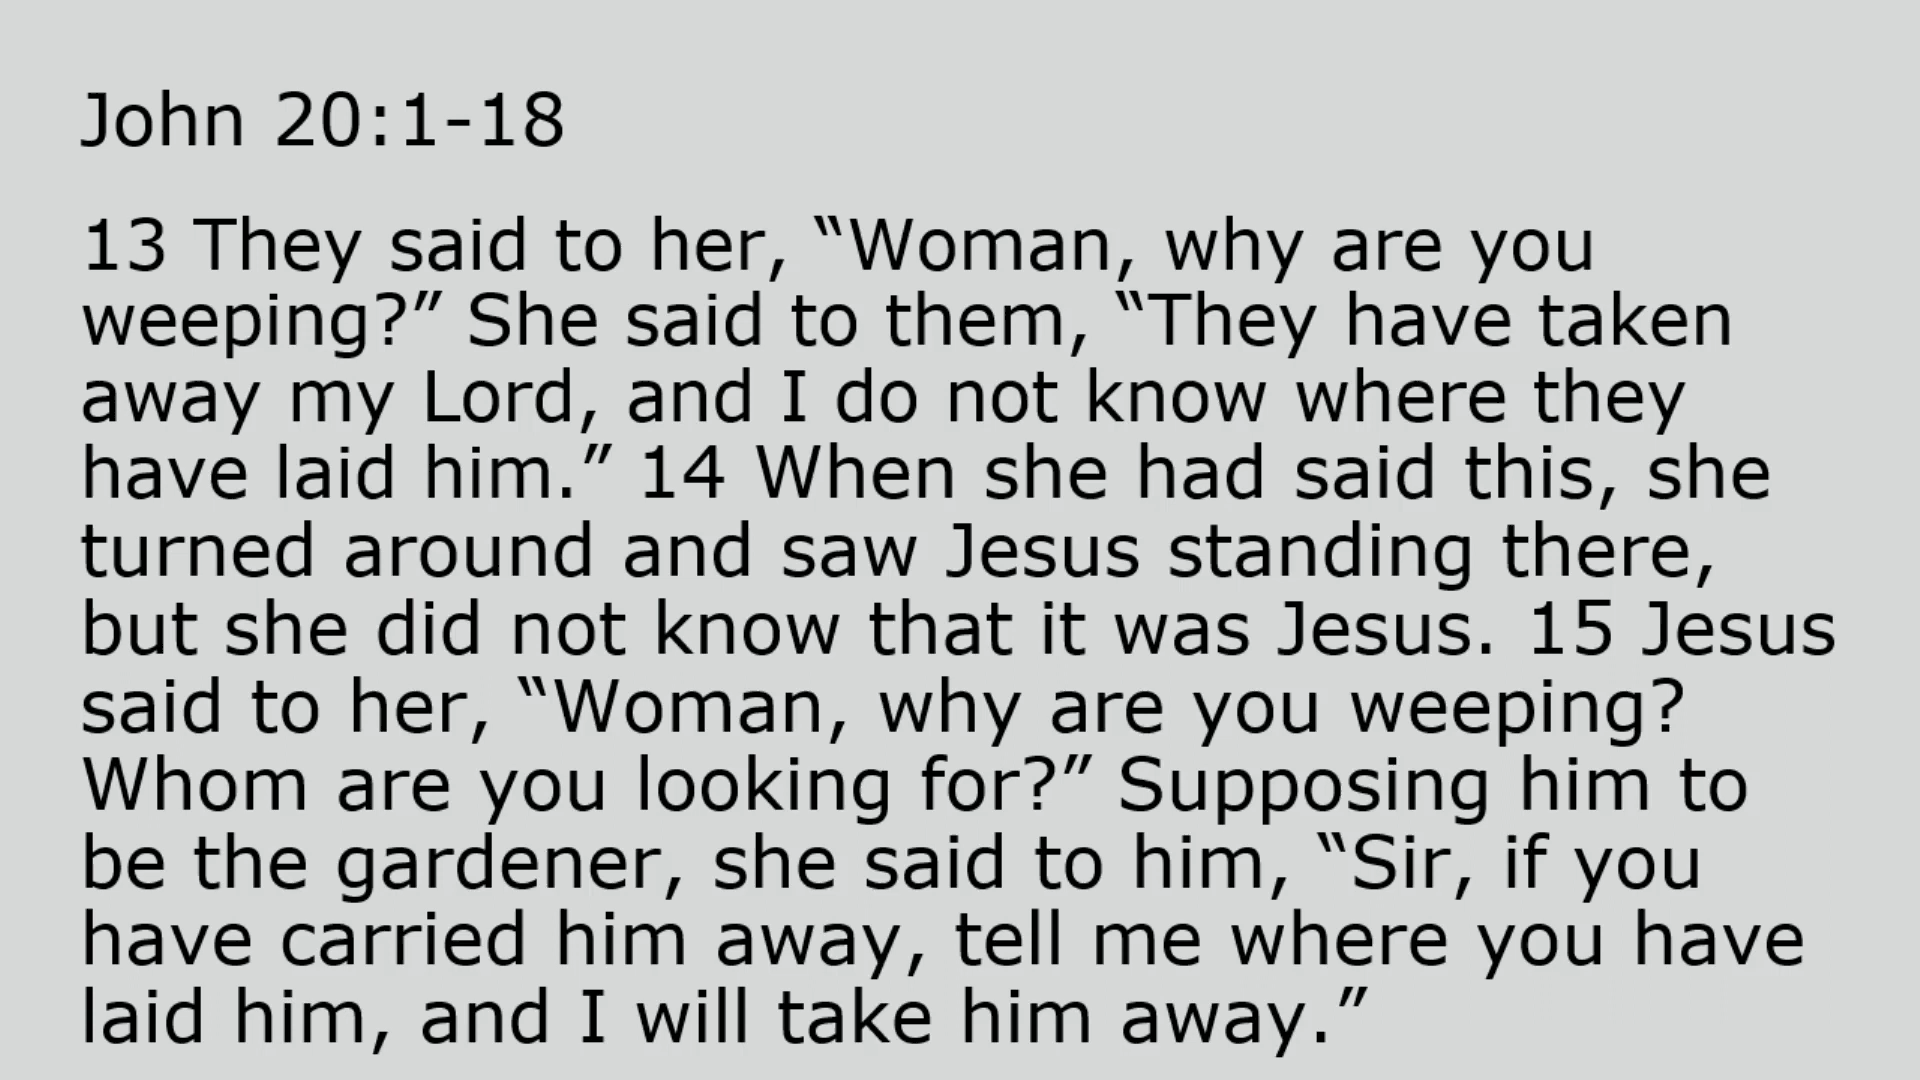 John 20:1-18
13 They said to her, “Woman, why are you
weeping?” She said to them, “They have taken
away my Lord, and I do not know where they
have laid him.” 14 When she had said this, she
turned around and saw Jesus standing there,
but she did not know that it was Jesus. 15 Jesus
said to her, “Woman, why are you weeping?
Whom are you looking for?” Supposing him to
be the gardener, she said to him, “Sir, if you
have carried him away, tell me where you have
laid him, and I will take him away.”